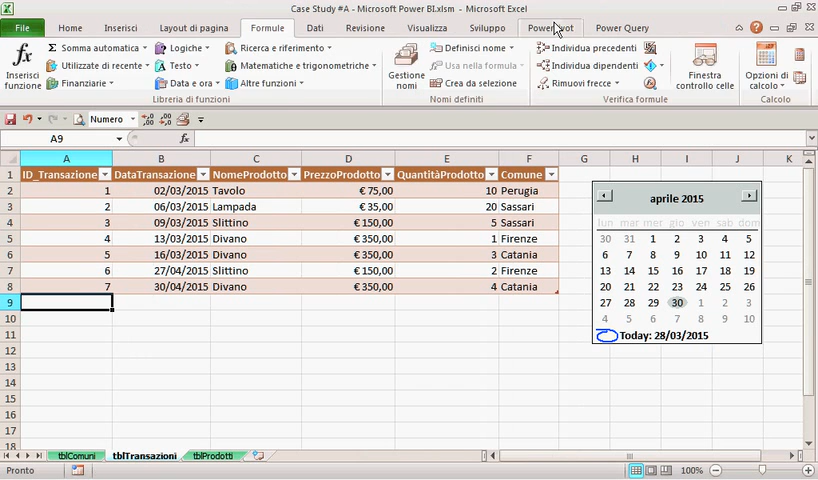 Case Study #A - Microsoft Power BI.xlsm - Microsoft Excel
File Home Inserisci Layout di pagina Formule Dati Revisione Visualizza Sviluppo PowerPivot Power Query
Inserisci funzione
Somma automatica
Utilizzate di recente
Finanziarie
Logiche
Testo
Data e ora
Ricerca e riferimento
Matematiche e trigonometriche
Altre funzioni
Libreria di funzioni
Gestione nomi
Definisci nome
Usa nella formula
Crea da selezione
Nomi definiti
Individua precedenti
Individua dipendenti
Rimuovi frecce
Finestra controllo celle
Verifica formule
Opzioni di calcolo
Calcolo
Numero
A9 fx
A B C D E F G H I J K
1 ID_Transazione DataTransazione NomeProdotto PrezzoProdotto QuantitàProdotto Comune
2 1 02/03/2015 Tavolo € 75,00 10 Perugia
3 2 06/03/2015 Lampada € 35,00 20 Sassari
4 3 09/03/2015 Slittino € 150,00 5 Sassari
5 4 13/03/2015 Divano € 350,00 1 Firenze
6 5 16/03/2015 Divano € 350,00 3 Catania
7 6 27/04/2015 Slittino € 150,00 2 Firenze
8 7 30/04/2015 Divano € 350,00 4 Catania
9
10
11
12
13
14
15
16
17
18
aprile 2015
lun mar mer gio ven sab dom
30 31 1 2 3 4 5
6 7 8 9 10 11 12
13 14 15 16 17 18 19
20 21 22 23 24 25 26
27 28 29 30 1 2 3
4 5 6 7 8 9 10
Today: 28/03/2015
tblComuni tblTransazioni tblProdotti
Pronto 100%